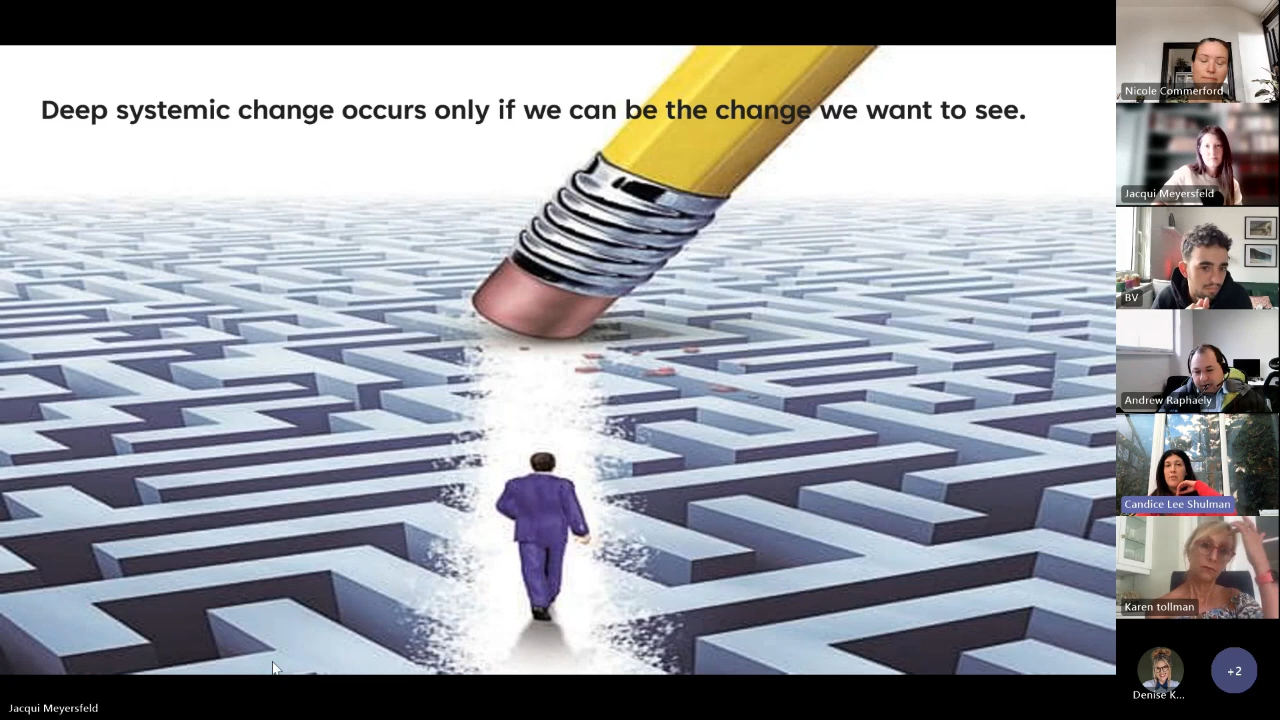 Deep systemic change occurs only if we can be the change we want to see.
Nicole Commerford
Jacqui Meyersfeld
BV
Andrew Raphaely
Candice Lee Shulman
Karen tollman
Denise K...
+2
Jacqui Meyersfeld